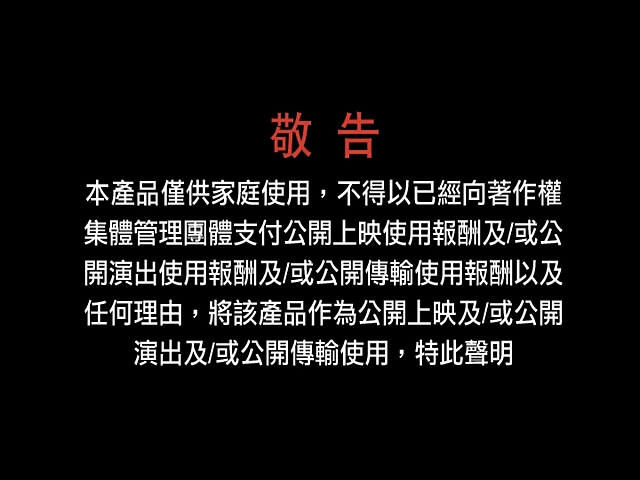 敬 告
本產品僅供家庭使用，不得以已經向著作權
集體管理團體支付公開上映使用報酬及/或公
開演出使用報酬及/或公開傳輸使用報酬以及
任何理由，將該產品作為公開上映及/或公開
演出及/或公開傳輸使用，特此聲明